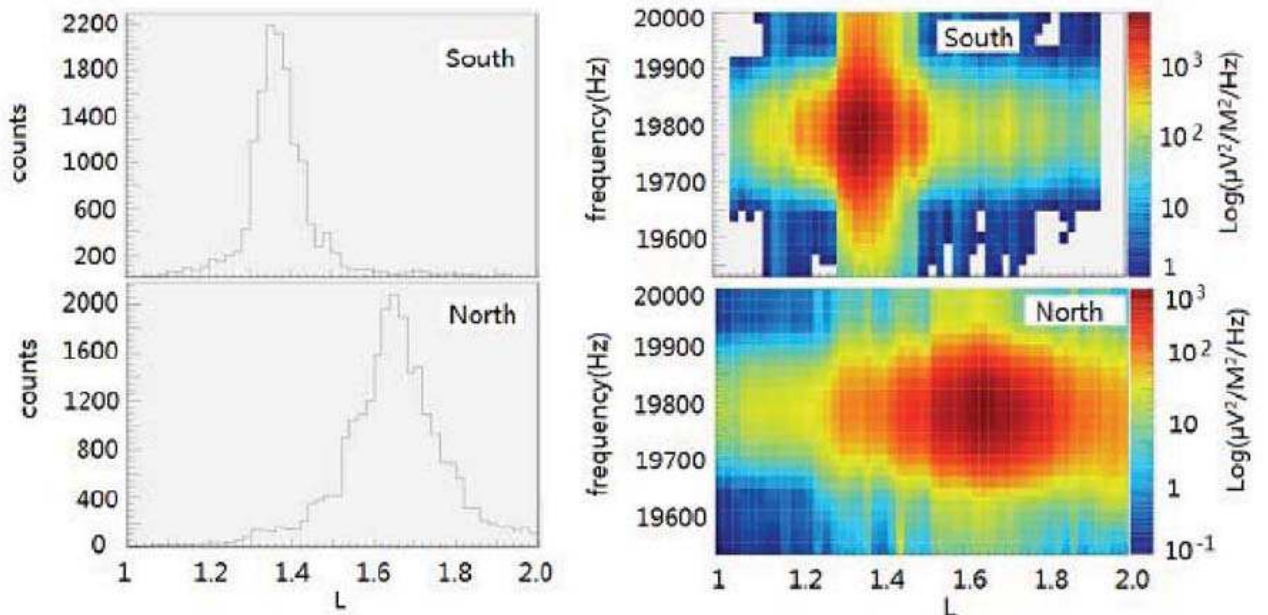 2200
1800
1400
1000
600
200
counts
South
2000
1600
1200
800
400
0
counts
North
1 1.2 1.4 1.6 1.8 2.0
L
20000
19900
19800
19700
19600
frequency(Hz)
South
10³
10²
10
1
Log(μV²/M²/Hz)
20000
19900
19800
19700
19600
frequency(Hz)
North
10³
10²
10
1
10⁻¹
Log(μV²/M²/Hz)
1 1.2 1.4 1.6 1.8 2.0
L